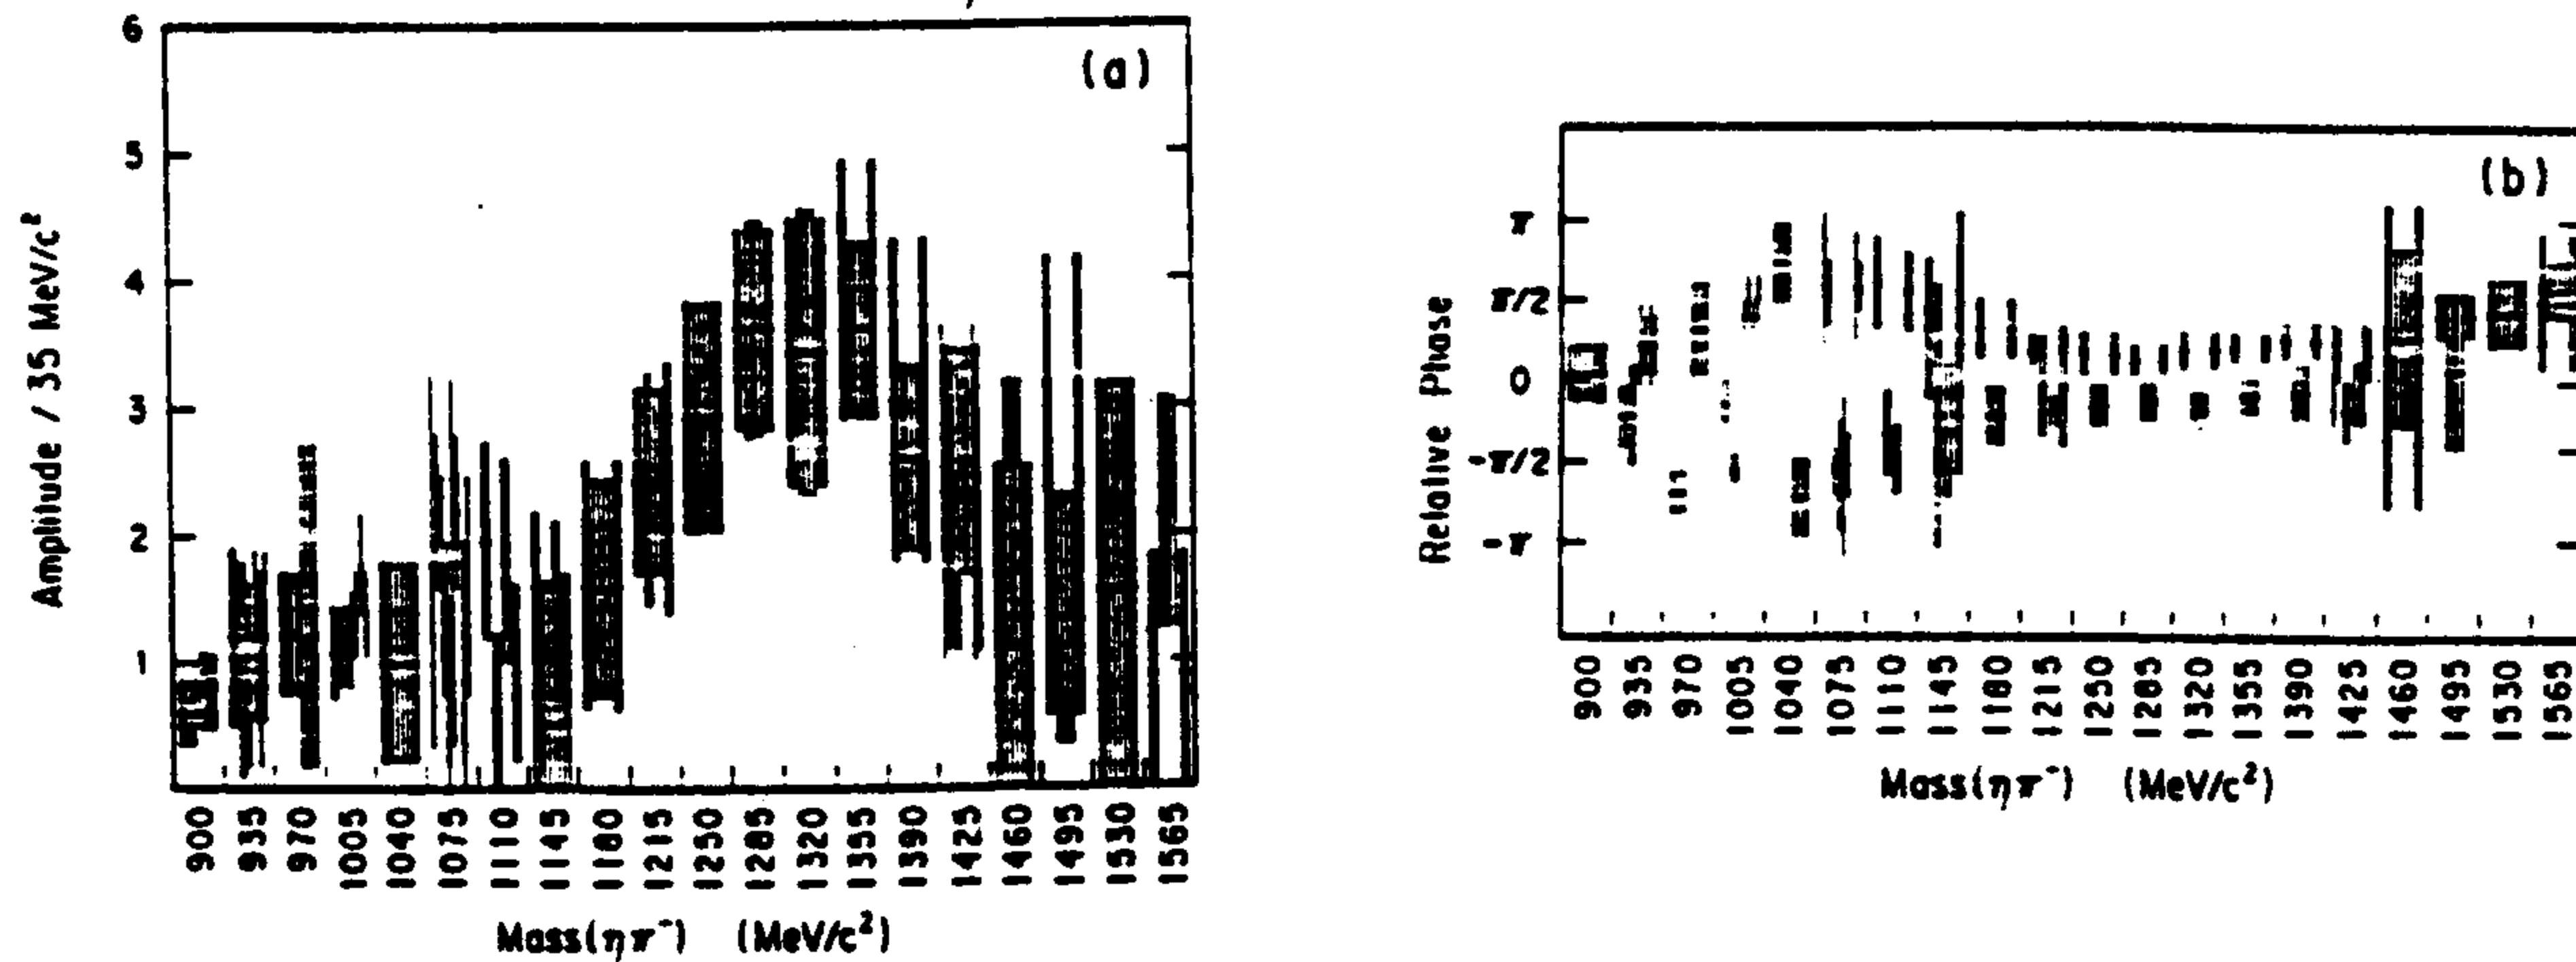 (a)
6
5
4
3
2
1
Amplitude / 35 MeV/c²
900 935 970 1005 1040 1075 1110 1145 1180 1215 1250 1285 1320 1355 1390 1425 1460 1495 1530 1565
Mass(ηπ⁻) (MeV/c²)
(b)
π
π/2
0
-π/2
-π
Relative Phase
900 935 970 1005 1040 1075 1110 1145 1180 1215 1250 1285 1320 1355 1390 1425 1460 1495 1530 1565
Mass(ηπ⁻) (MeV/c²)